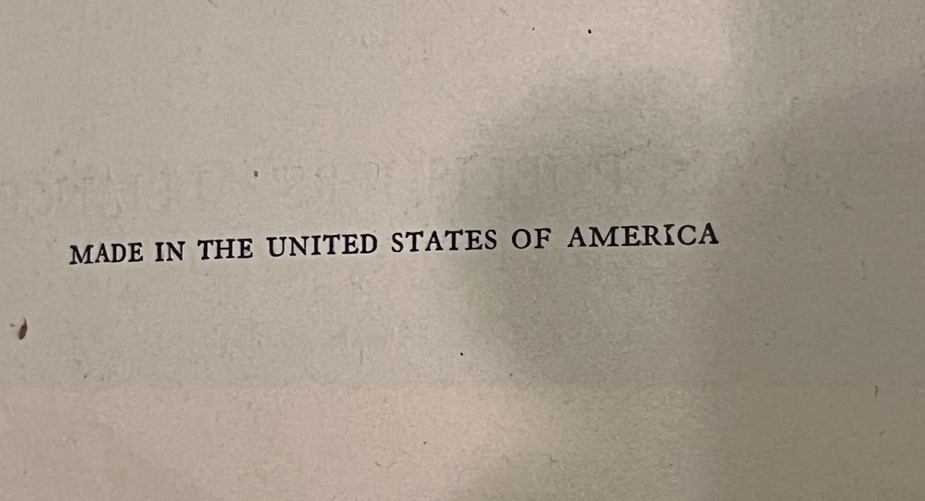 MADE IN THE UNITED STATES OF AMERICA